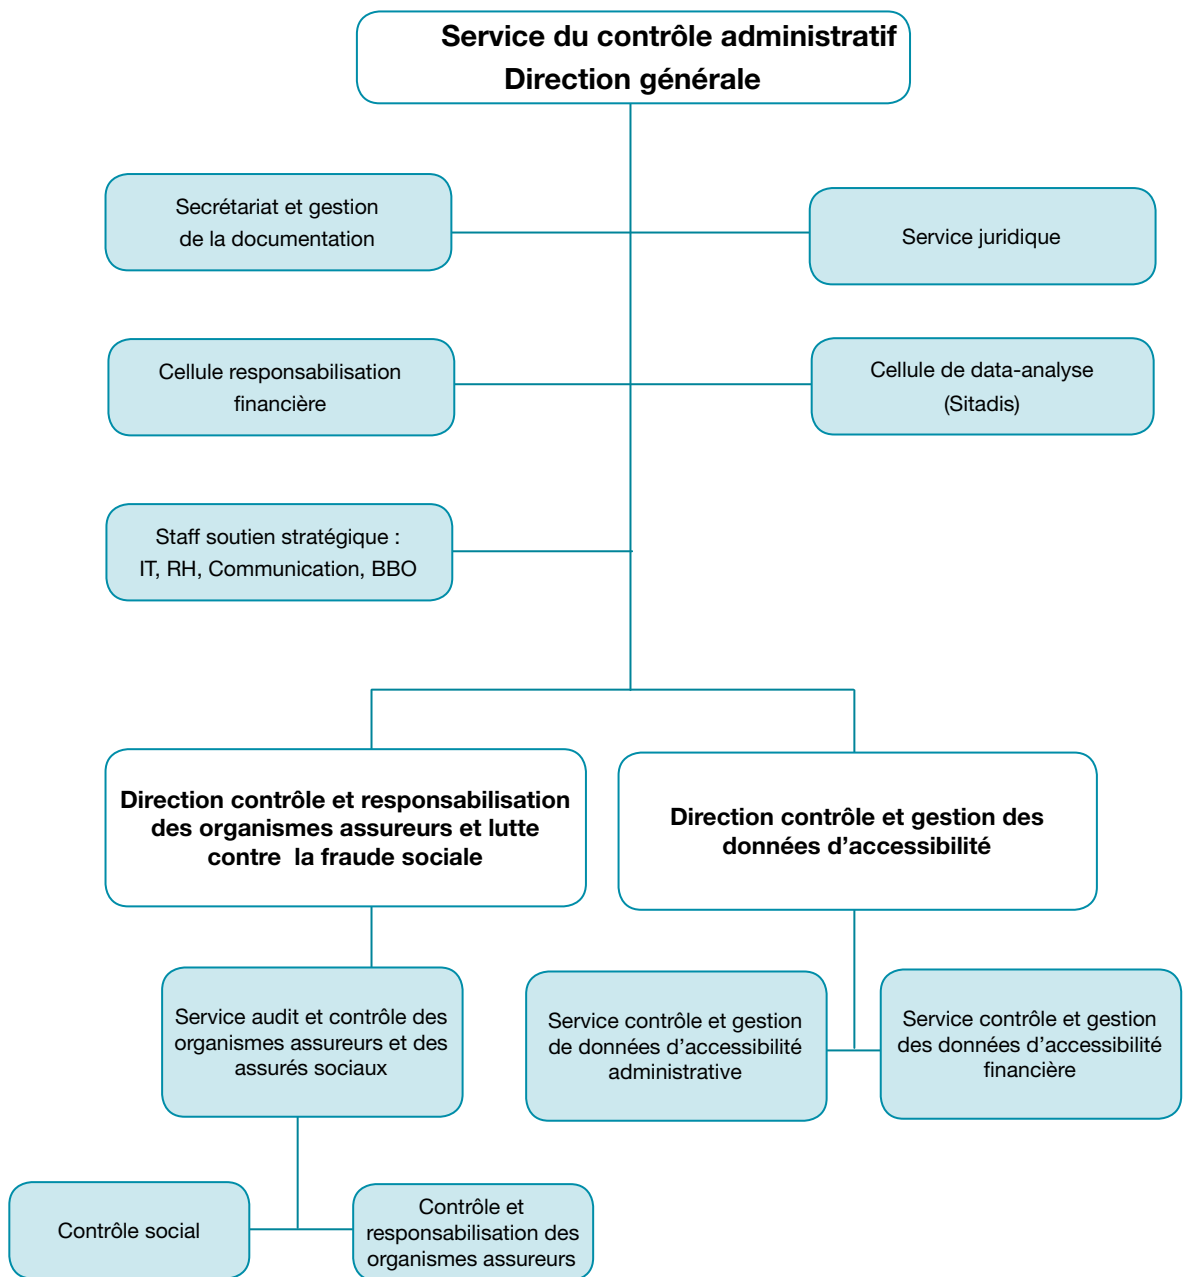 Service du contrôle administratif
Direction générale
Secrétariat et gestion
de la documentation
Service juridique
Cellule responsabilisation
financière
Cellule de data-analyse
(Sitadis)
Staff soutien stratégique :
IT, RH, Communication, BBO
Direction contrôle et responsabilisation
des organismes assureurs et lutte
contre la fraude sociale
Direction contrôle et gestion des
données d’accessibilité
Service audit et contrôle des
organismes assureurs et des
assurés sociaux
Service contrôle et gestion
de données d’accessibilité
administrative
Service contrôle et gestion
des données d’accessibilité
financière
Contrôle social
Contrôle et
responsabilisation des
organismes assureurs